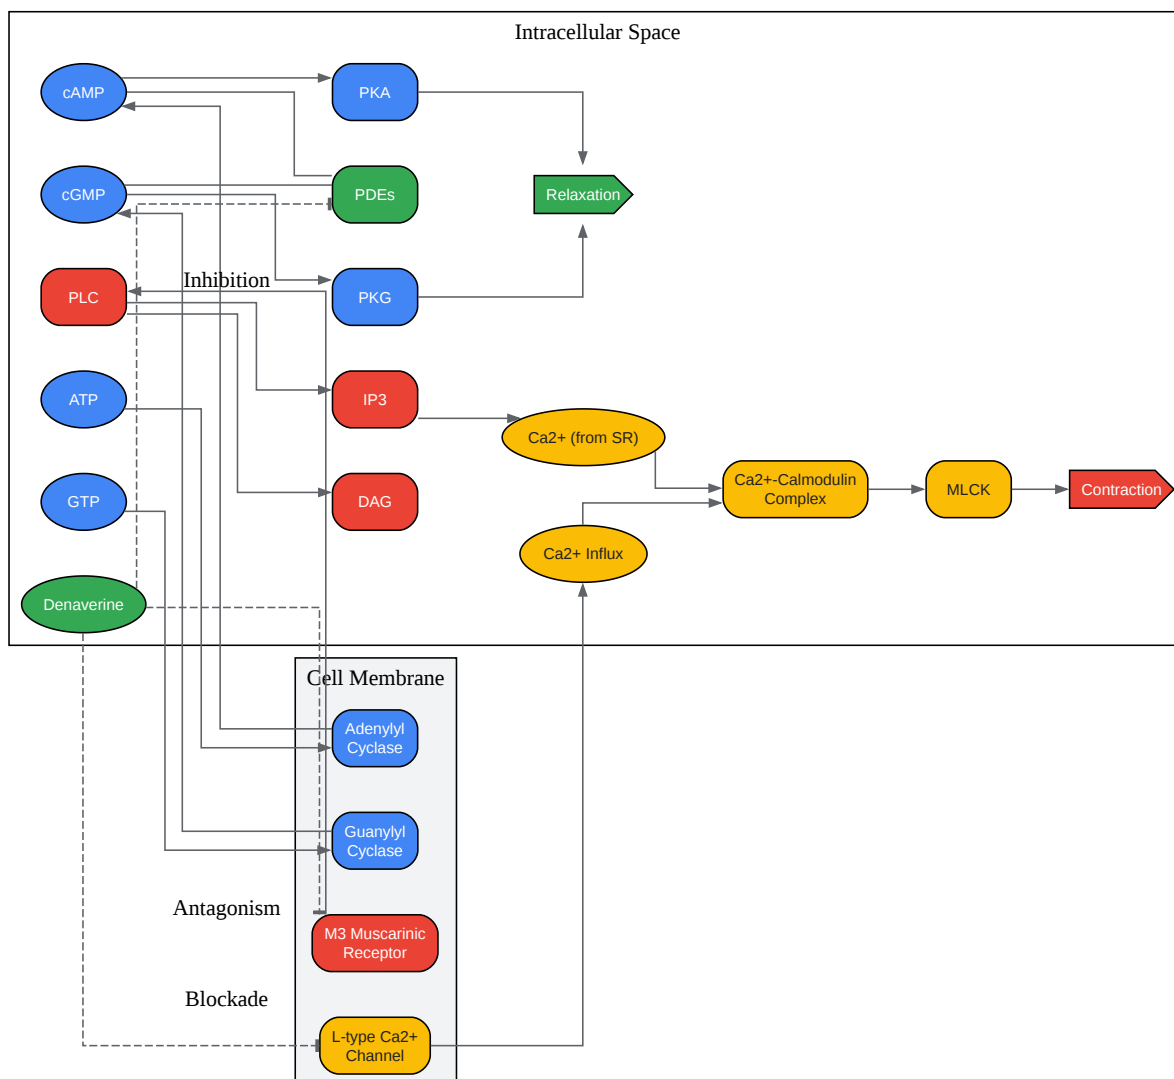 Intracellular Space
cAMP
PKA
cGMP
PDEs
Relaxation
Inhibition
PLC
PKG
ATP
IP3
Ca2+ (from SR)
GTP
DAG
Ca2+-Calmodulin
Complex
MLCK
Contraction
Ca2+ Influx
Denaverine
Cell Membrane
Adenylyl
Cyclase
Guanylyl
Cyclase
Antagonism
M3 Muscarinic
Receptor
Blockade
L-type Ca2+
Channel